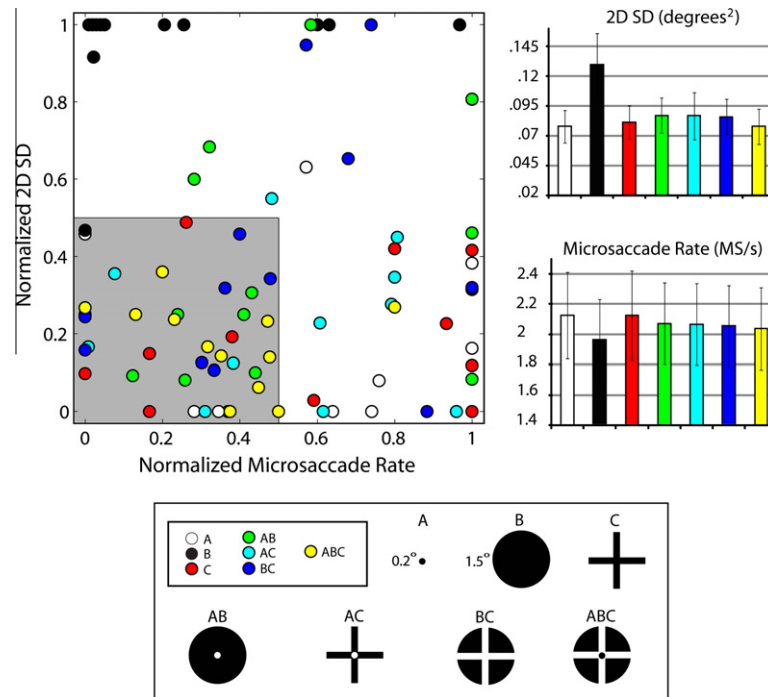 Normalized 2D SD
1
0.8
0.6
0.4
0.2
0
0
0.2
0.4
0.6
0.8
1
Normalized Microsaccade Rate
2D SD (degrees²)
.145
.12
.095
.07
.045
.02
Microsaccade Rate (MS/s)
2.4
2.2
2
1.8
1.6
1.4
A
B
C
AB
AC
BC
ABC
A
0.2°
B
1.5°
C
AB
AC
BC
ABC